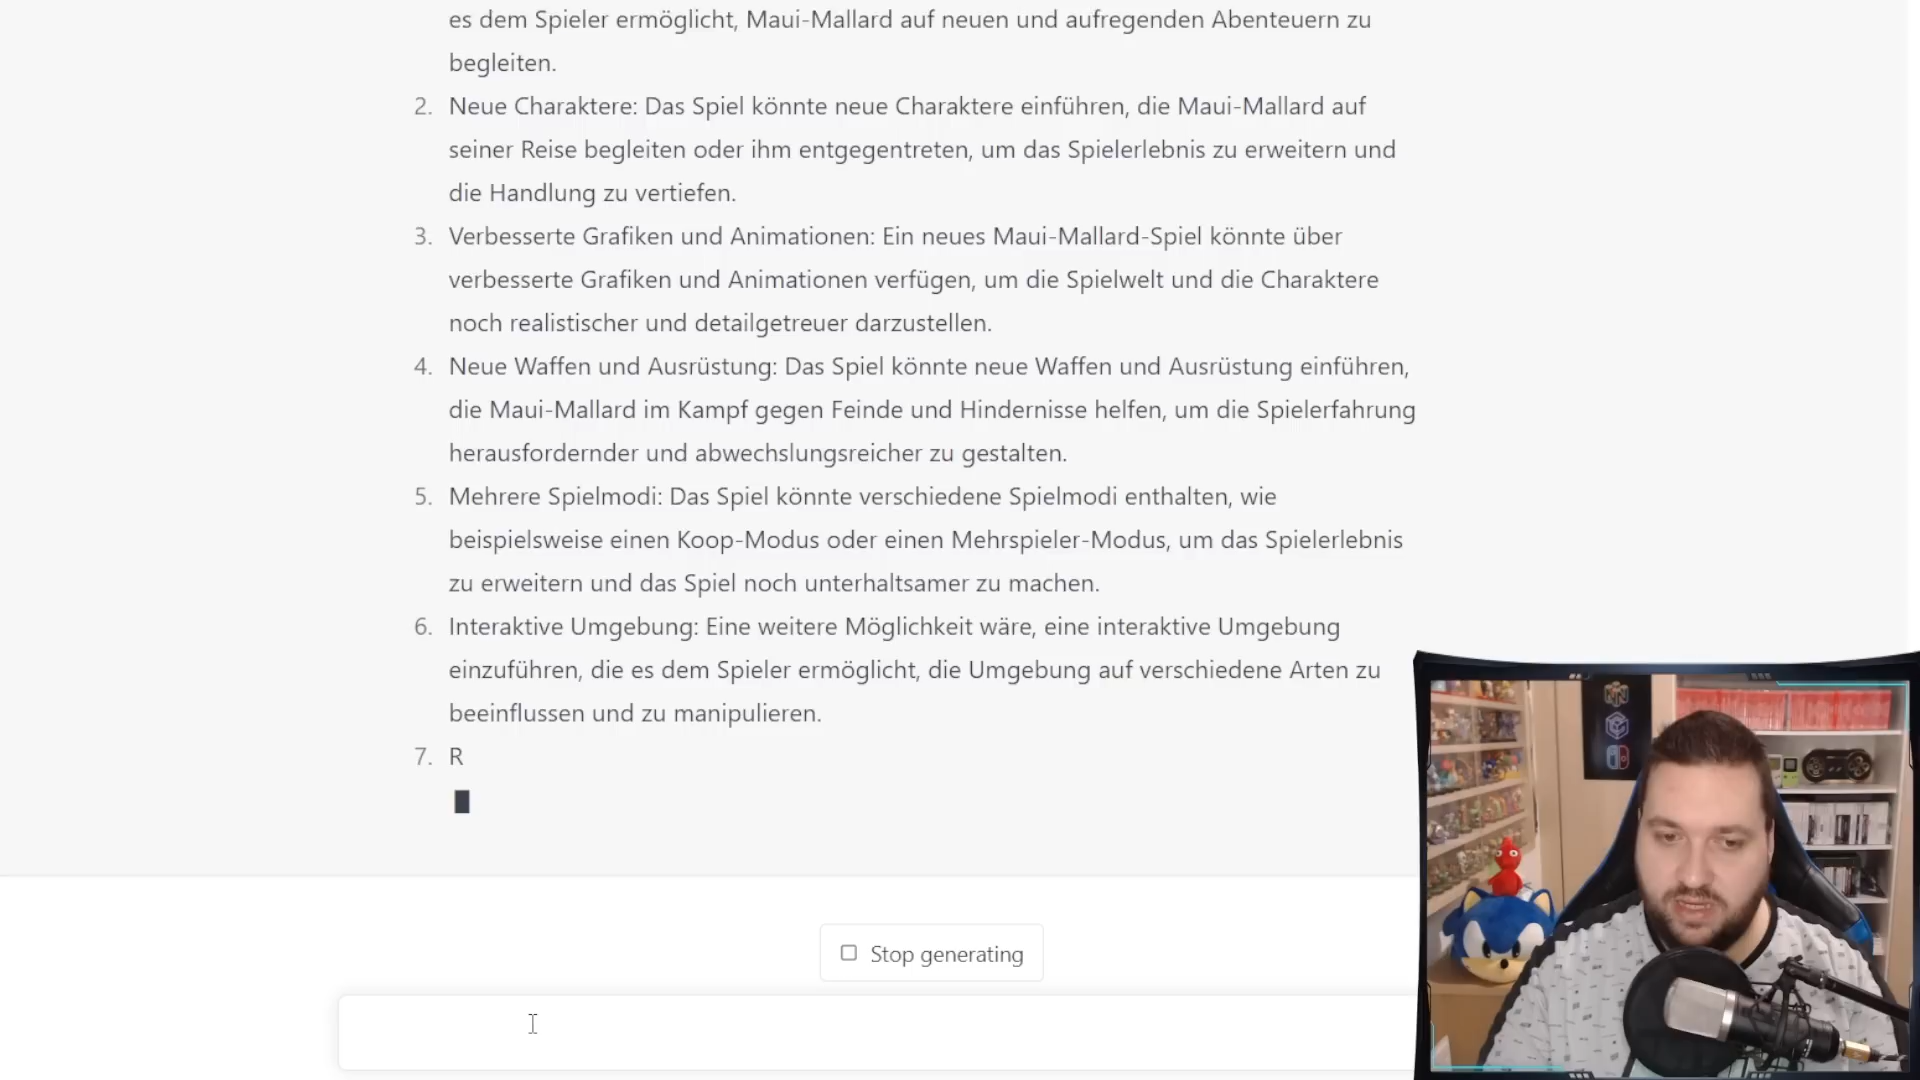 es dem Spieler ermöglicht, Maui-Mallard auf neuen und aufregenden Abenteuern zu
begleiten.
2. Neue Charaktere: Das Spiel könnte neue Charaktere einführen, die Maui-Mallard auf
seiner Reise begleiten oder ihm entgegentreten, um das Spielerlebnis zu erweitern und
die Handlung zu vertiefen.
3. Verbesserte Grafiken und Animationen: Ein neues Maui-Mallard-Spiel könnte über
verbesserte Grafiken und Animationen verfügen, um die Spielwelt und die Charaktere
noch realistischer und detailgetreuer darzustellen.
4. Neue Waffen und Ausrüstung: Das Spiel könnte neue Waffen und Ausrüstung einführen,
die Maui-Mallard im Kampf gegen Feinde und Hindernisse helfen, um die Spielerfahrung
herausfordernder und abwechslungsreicher zu gestalten.
5. Mehrere Spielmodi: Das Spiel könnte verschiedene Spielmodi enthalten, wie
beispielsweise einen Koop-Modus oder einen Mehrspieler-Modus, um das Spielerlebnis
zu erweitern und das Spiel noch unterhaltsamer zu machen.
6. Interaktive Umgebung: Eine weitere Möglichkeit wäre, eine interaktive Umgebung
einzuführen, die es dem Spieler ermöglicht, die Umgebung auf verschiedene Arten zu
beeinflussen und zu manipulieren.
7. R
Stop generating